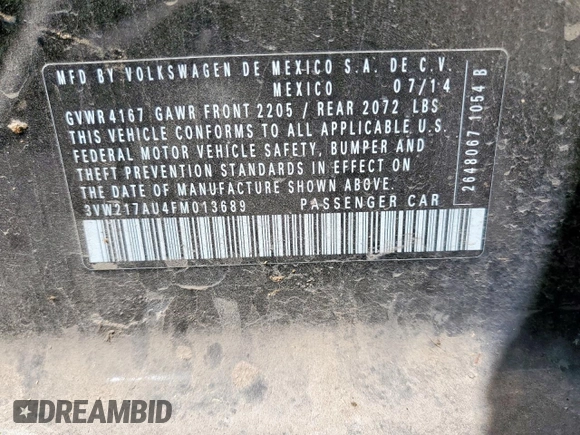 MFD BY VOLKSWAGEN DE MEXICO S.A. DE C.V.
MEXICO 07/14
GVWR 4167 GAWR FRONT 2205 / REAR 2072 LBS
THIS VEHICLE CONFORMS TO ALL APPLICABLE U.S.
FEDERAL MOTOR VEHICLE SAFETY, BUMPER AND
THEFT PREVENTION STANDARDS IN EFFECT ON
THE DATE OF MANUFACTURE SHOWN ABOVE.
3VW217AU4FM013689 PASSENGER CAR
2648067 1054 B
DREAMBID